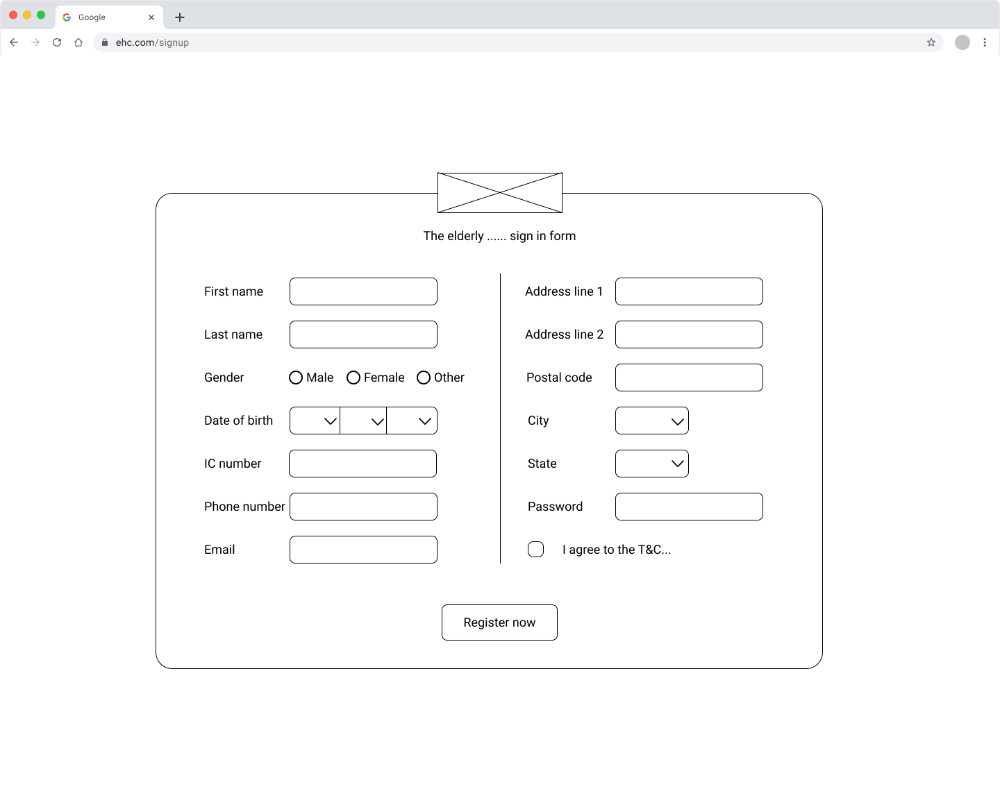 Google
ehc.com/signup
The elderly ...... sign in form
First name
Last name
Gender
Male
Female
Other
Date of birth
IC number
Phone number
Email
Address line 1
Address line 2
Postal code
City
State
Password
I agree to the T&C...
Register now